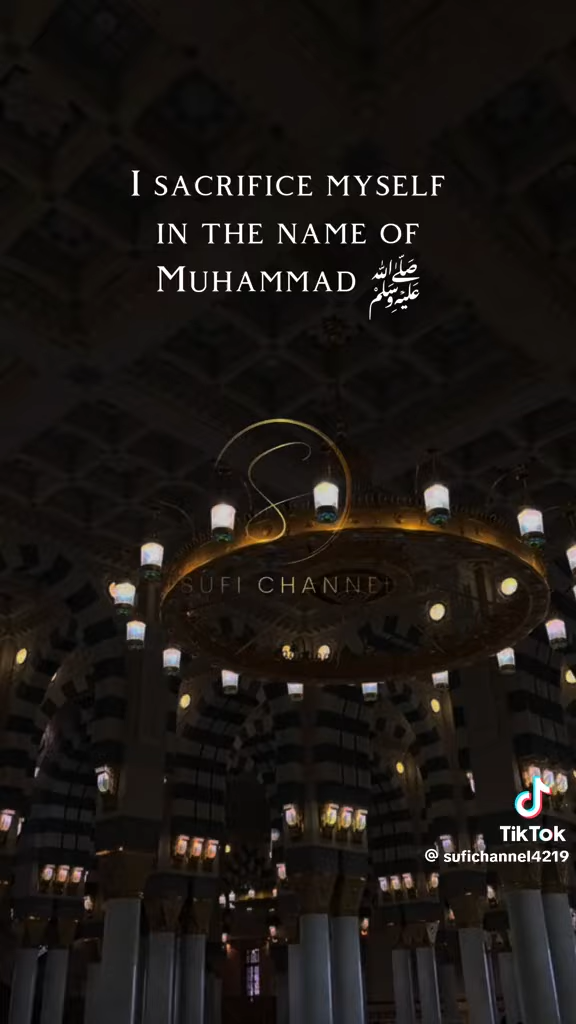 I SACRIFICE MYSELF
IN THE NAME OF
MUHAMMAD ﷺ
SUFI CHANNEL
TikTok
@ sufichannel4219